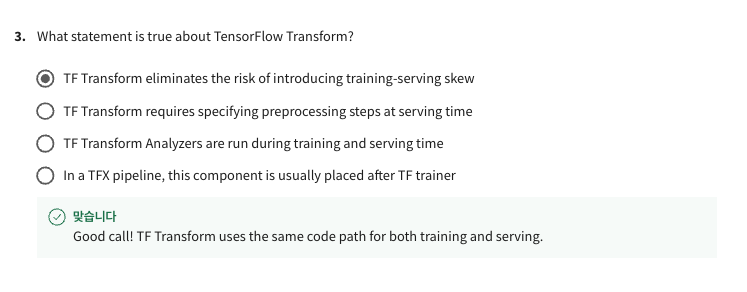 3. What statement is true about TensorFlow Transform?
TF Transform eliminates the risk of introducing training-serving skew
TF Transform requires specifying preprocessing steps at serving time
TF Transform Analyzers are run during training and serving time
In a TFX pipeline, this component is usually placed after TF trainer
맞습니다
Good call! TF Transform uses the same code path for both training and serving.